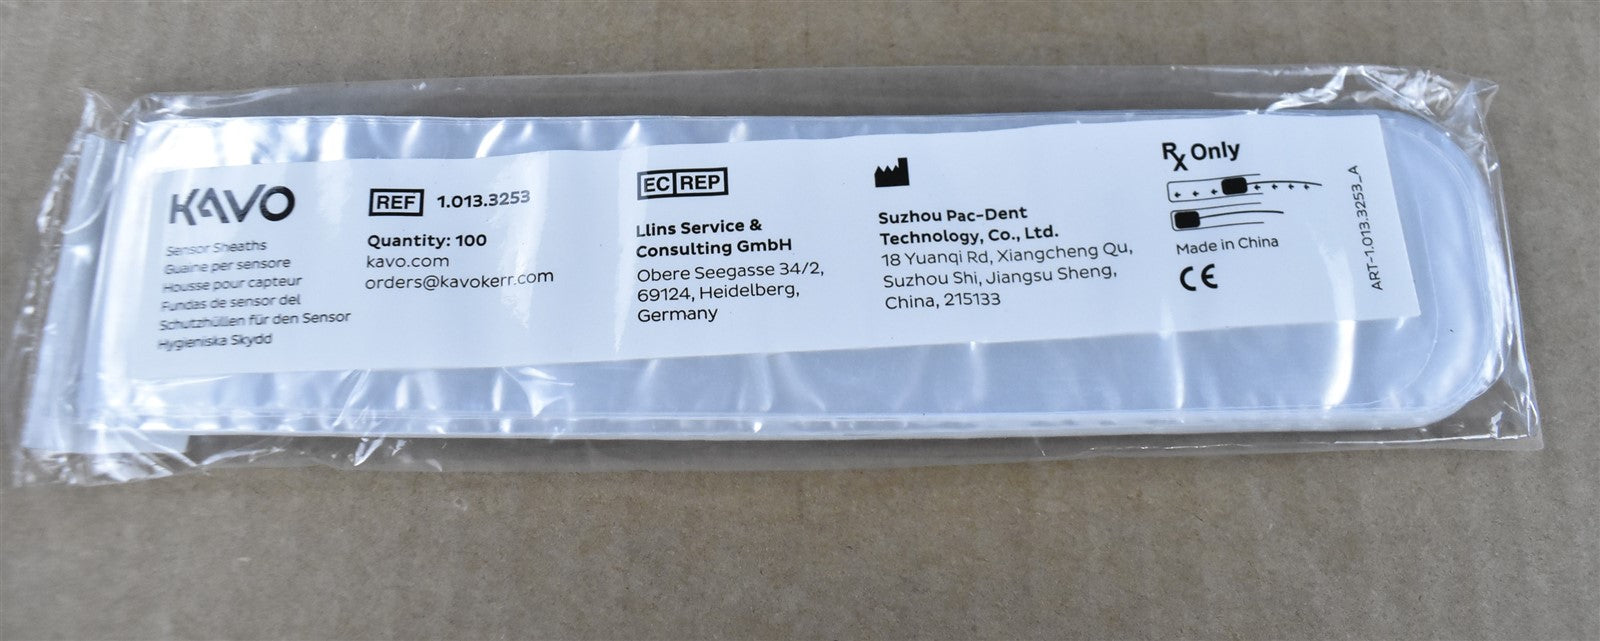 KAVO
Sensor Sheaths
Guaine per sensore
Housse pour capteur
Fundas de sensor del
Schutzhüllen für den Sensor
Hygieniska Skydd
REF 1.013.3253
Quantity: 100
kavo.com
orders@kavokerr.com
EC REP
Llins Service &
Consulting GmbH
Obere Seegasse 34/2,
69124, Heidelberg,
Germany
Suzhou Pac-Dent
Technology, Co., Ltd.
18 Yuanqi Rd, Xiangcheng Qu,
Suzhou Shi, Jiangsu Sheng,
China, 215133
Rx Only
Made in China
CE
ART-1.013.3253_A